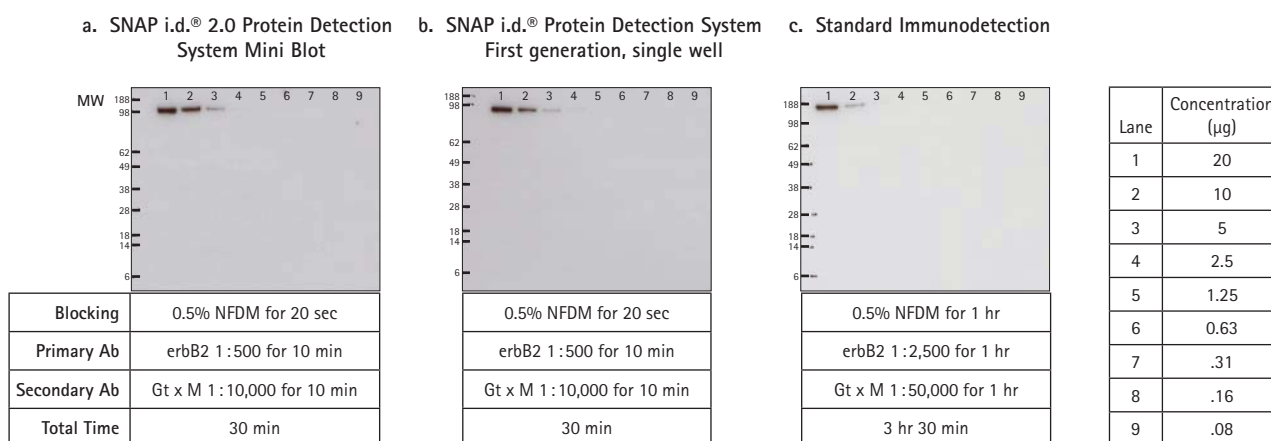 a. SNAP i.d.® 2.0 Protein Detection
System Mini Blot
b. SNAP i.d.® Protein Detection System
First generation, single well
c. Standard Immunodetection
MW
1 2 3 4 5 6 7 8 9
188
98
62
49
38
28
18
14
6
1 2 3 4 5 6 7 8 9
188
98
62
49
38
28
18
14
6
1 2 3 4 5 6 7 8 9
188
98
62
49
38
28
18
14
6
Blocking 0.5% NFDM for 20 sec 0.5% NFDM for 20 sec 0.5% NFDM for 1 hr
Primary Ab erbB2 1:500 for 10 min erbB2 1:500 for 10 min erbB2 1:2,500 for 1 hr
Secondary Ab Gt x M 1:10,000 for 10 min Gt x M 1:10,000 for 10 min Gt x M 1:50,000 for 1 hr
Total Time 30 min 30 min 3 hr 30 min
Lane Concentration
(µg)
1 20
2 10
3 5
4 2.5
5 1.25
6 0.63
7 .31
8 .16
9 .08